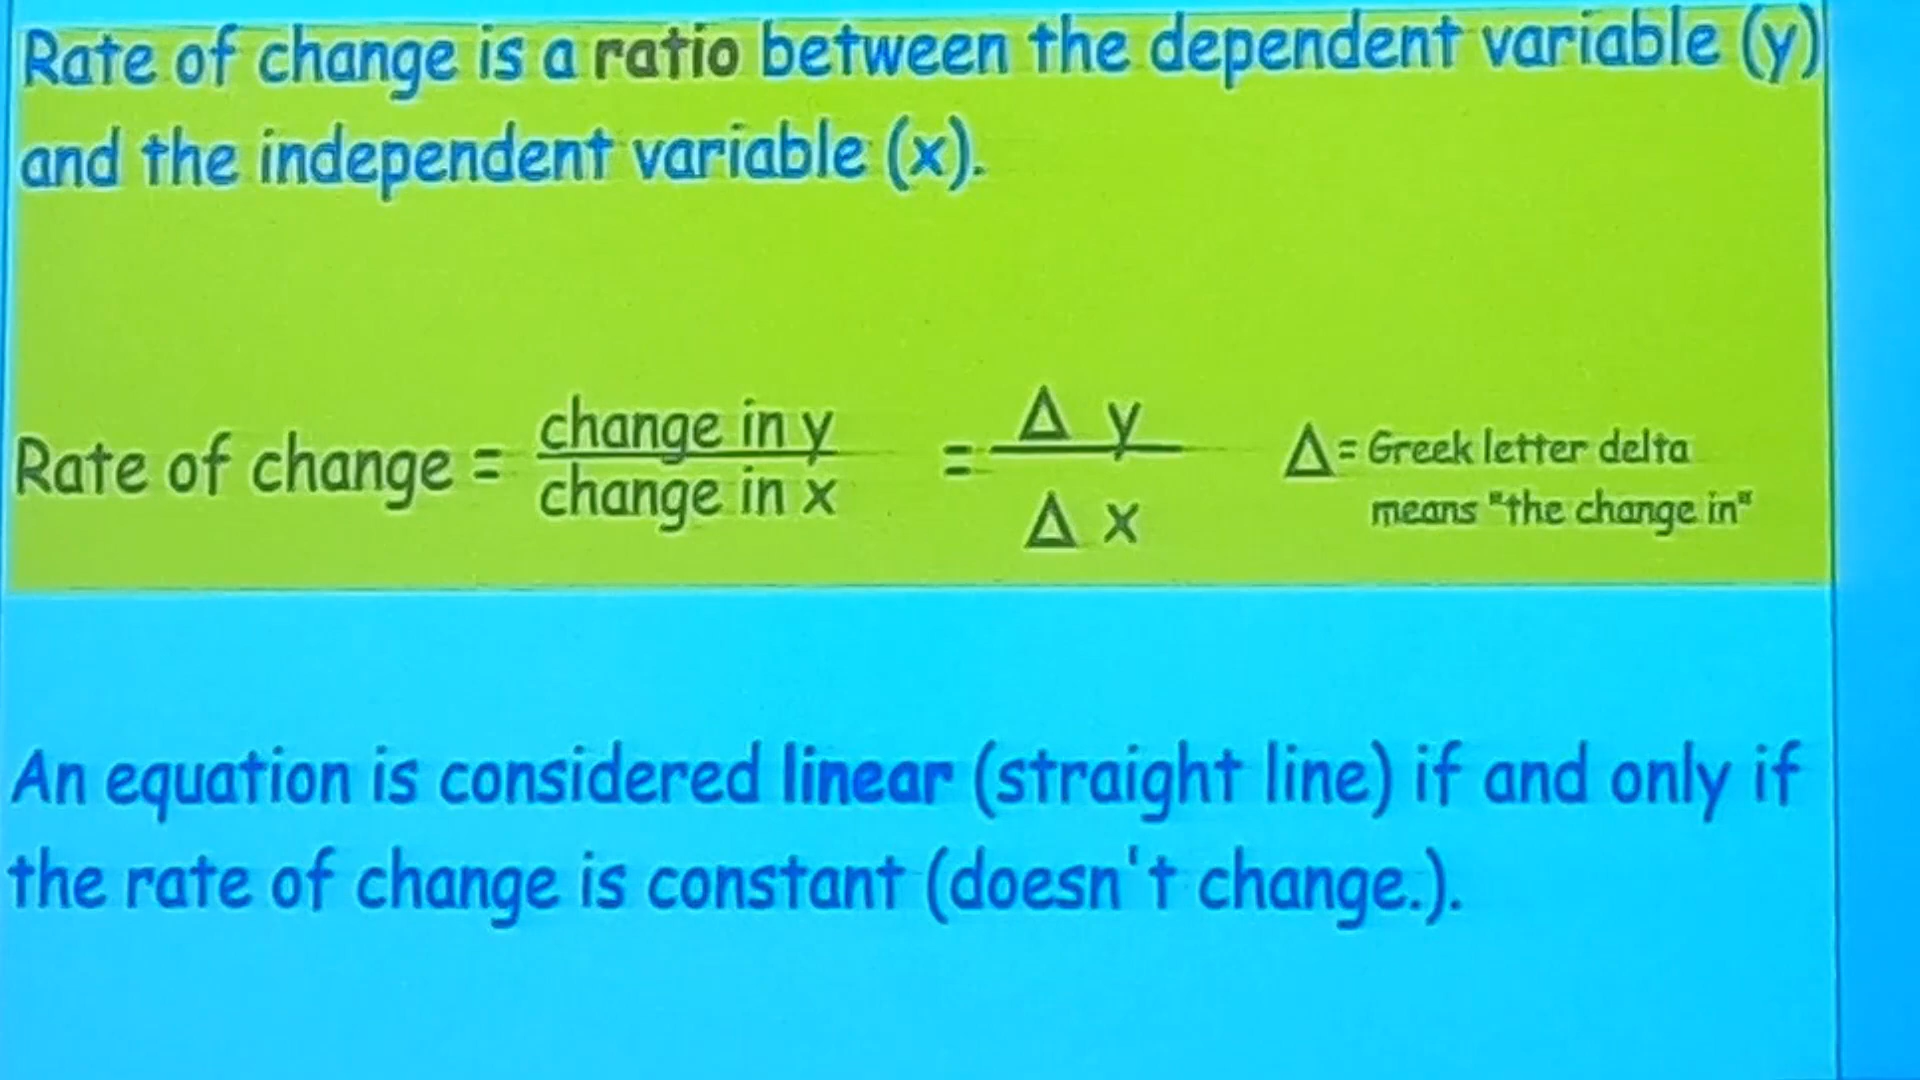 Rate of change is a ratio between the dependent variable (y)
and the independent variable (x).
Rate of change = change in y / change in x = Δ y / Δ x
Δ = Greek letter delta
means "the change in"
An equation is considered linear (straight line) if and only if
the rate of change is constant (doesn't change.).